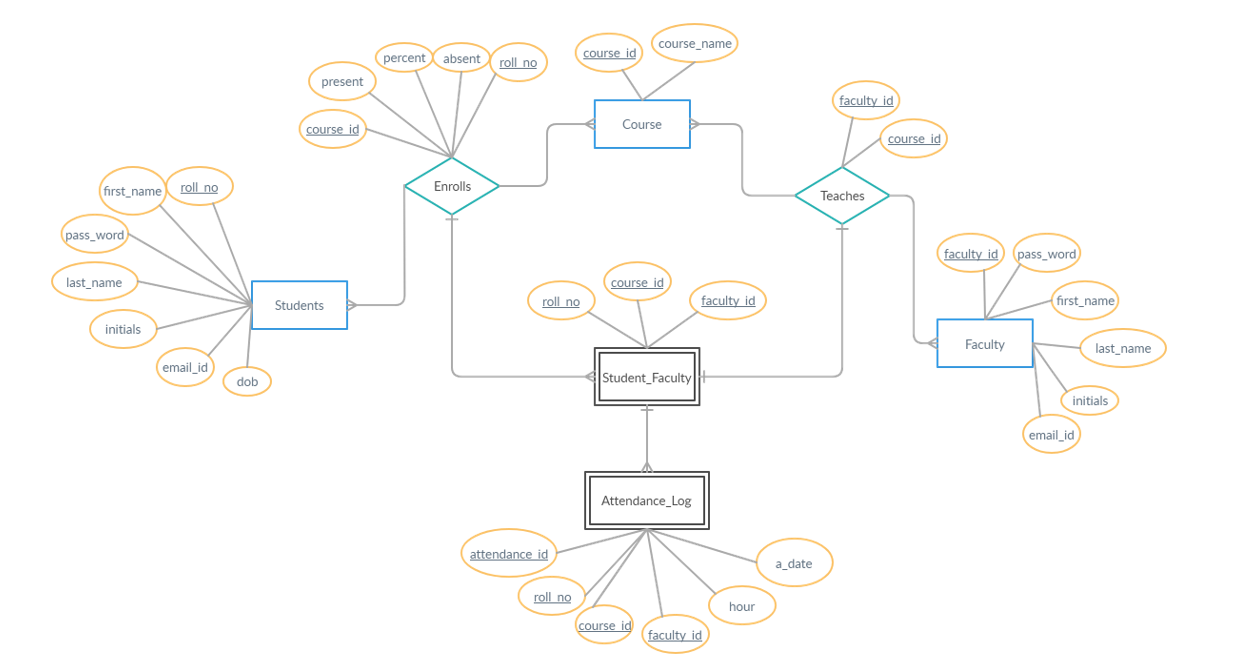 course_id
course_name
percent
absent
roll_no
present
course_id
faculty_id
course_id
Course
Enrolls
Teaches
first_name
roll_no
pass_word
last_name
initials
email_id
dob
Students
faculty_id
pass_word
first_name
last_name
initials
email_id
Faculty
roll_no
course_id
faculty_id
Student_Faculty
Attendance_Log
attendance_id
roll_no
course_id
faculty_id
hour
a_date